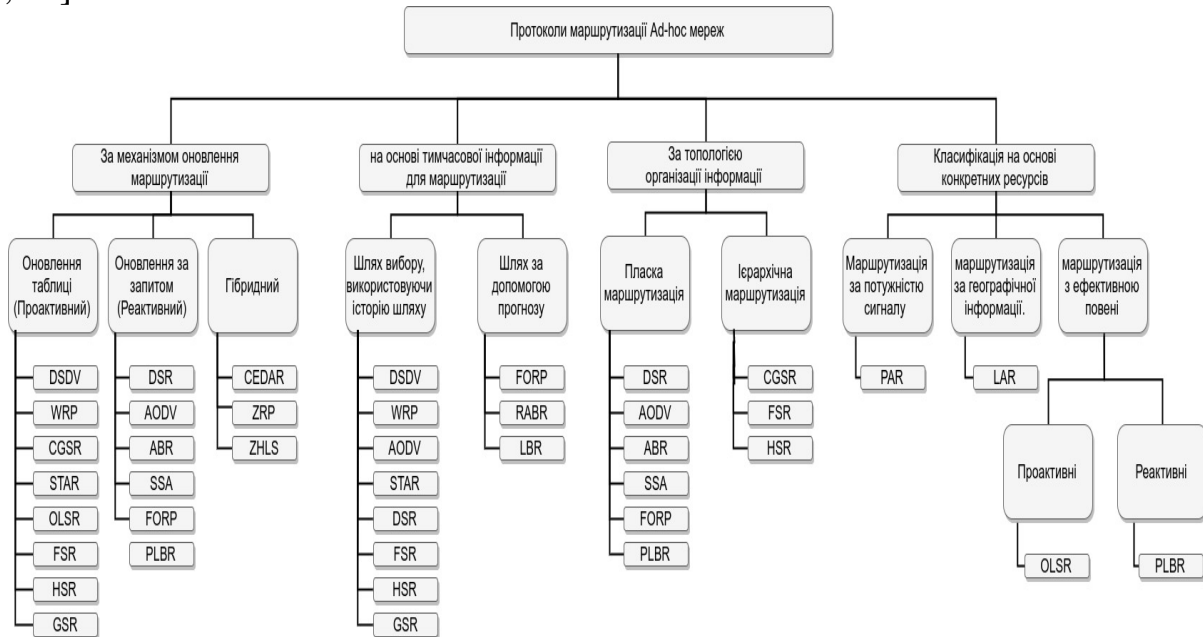 Протоколи маршрутизації Ad-hoc мереж
За механізмом оновлення
маршрутизації
на основі тимчасової інформації
для маршрутизації
За топологією
організації інформації
Класифікація на основі
конкретних ресурсів
Оновлення
таблиці
(Проактивний)
Оновлення за
запитом
(Реактивний)
Гібридний
Шлях вибору,
використовуючи
історію шляху
Шлях за
допомогою
прогнозу
Пласка
маршрутизація
Ієрархічна
маршрутизація
Маршрутизація
за потужністю
сигналу
маршрутизація
за географічної
інформації.
маршрутизація
з ефективною
повені
DSDV
WRP
CGSR
STAR
OLSR
FSR
HSR
GSR
DSR
AODV
ABR
SSA
FORP
PLBR
CEDAR
ZRP
ZHLS
DSDV
WRP
AODV
STAR
DSR
FSR
HSR
GSR
FORP
RABR
LBR
DSR
AODV
ABR
SSA
FORP
PLBR
CGSR
FSR
HSR
PAR
LAR
Проактивні
Реактивні
OLSR
PLBR